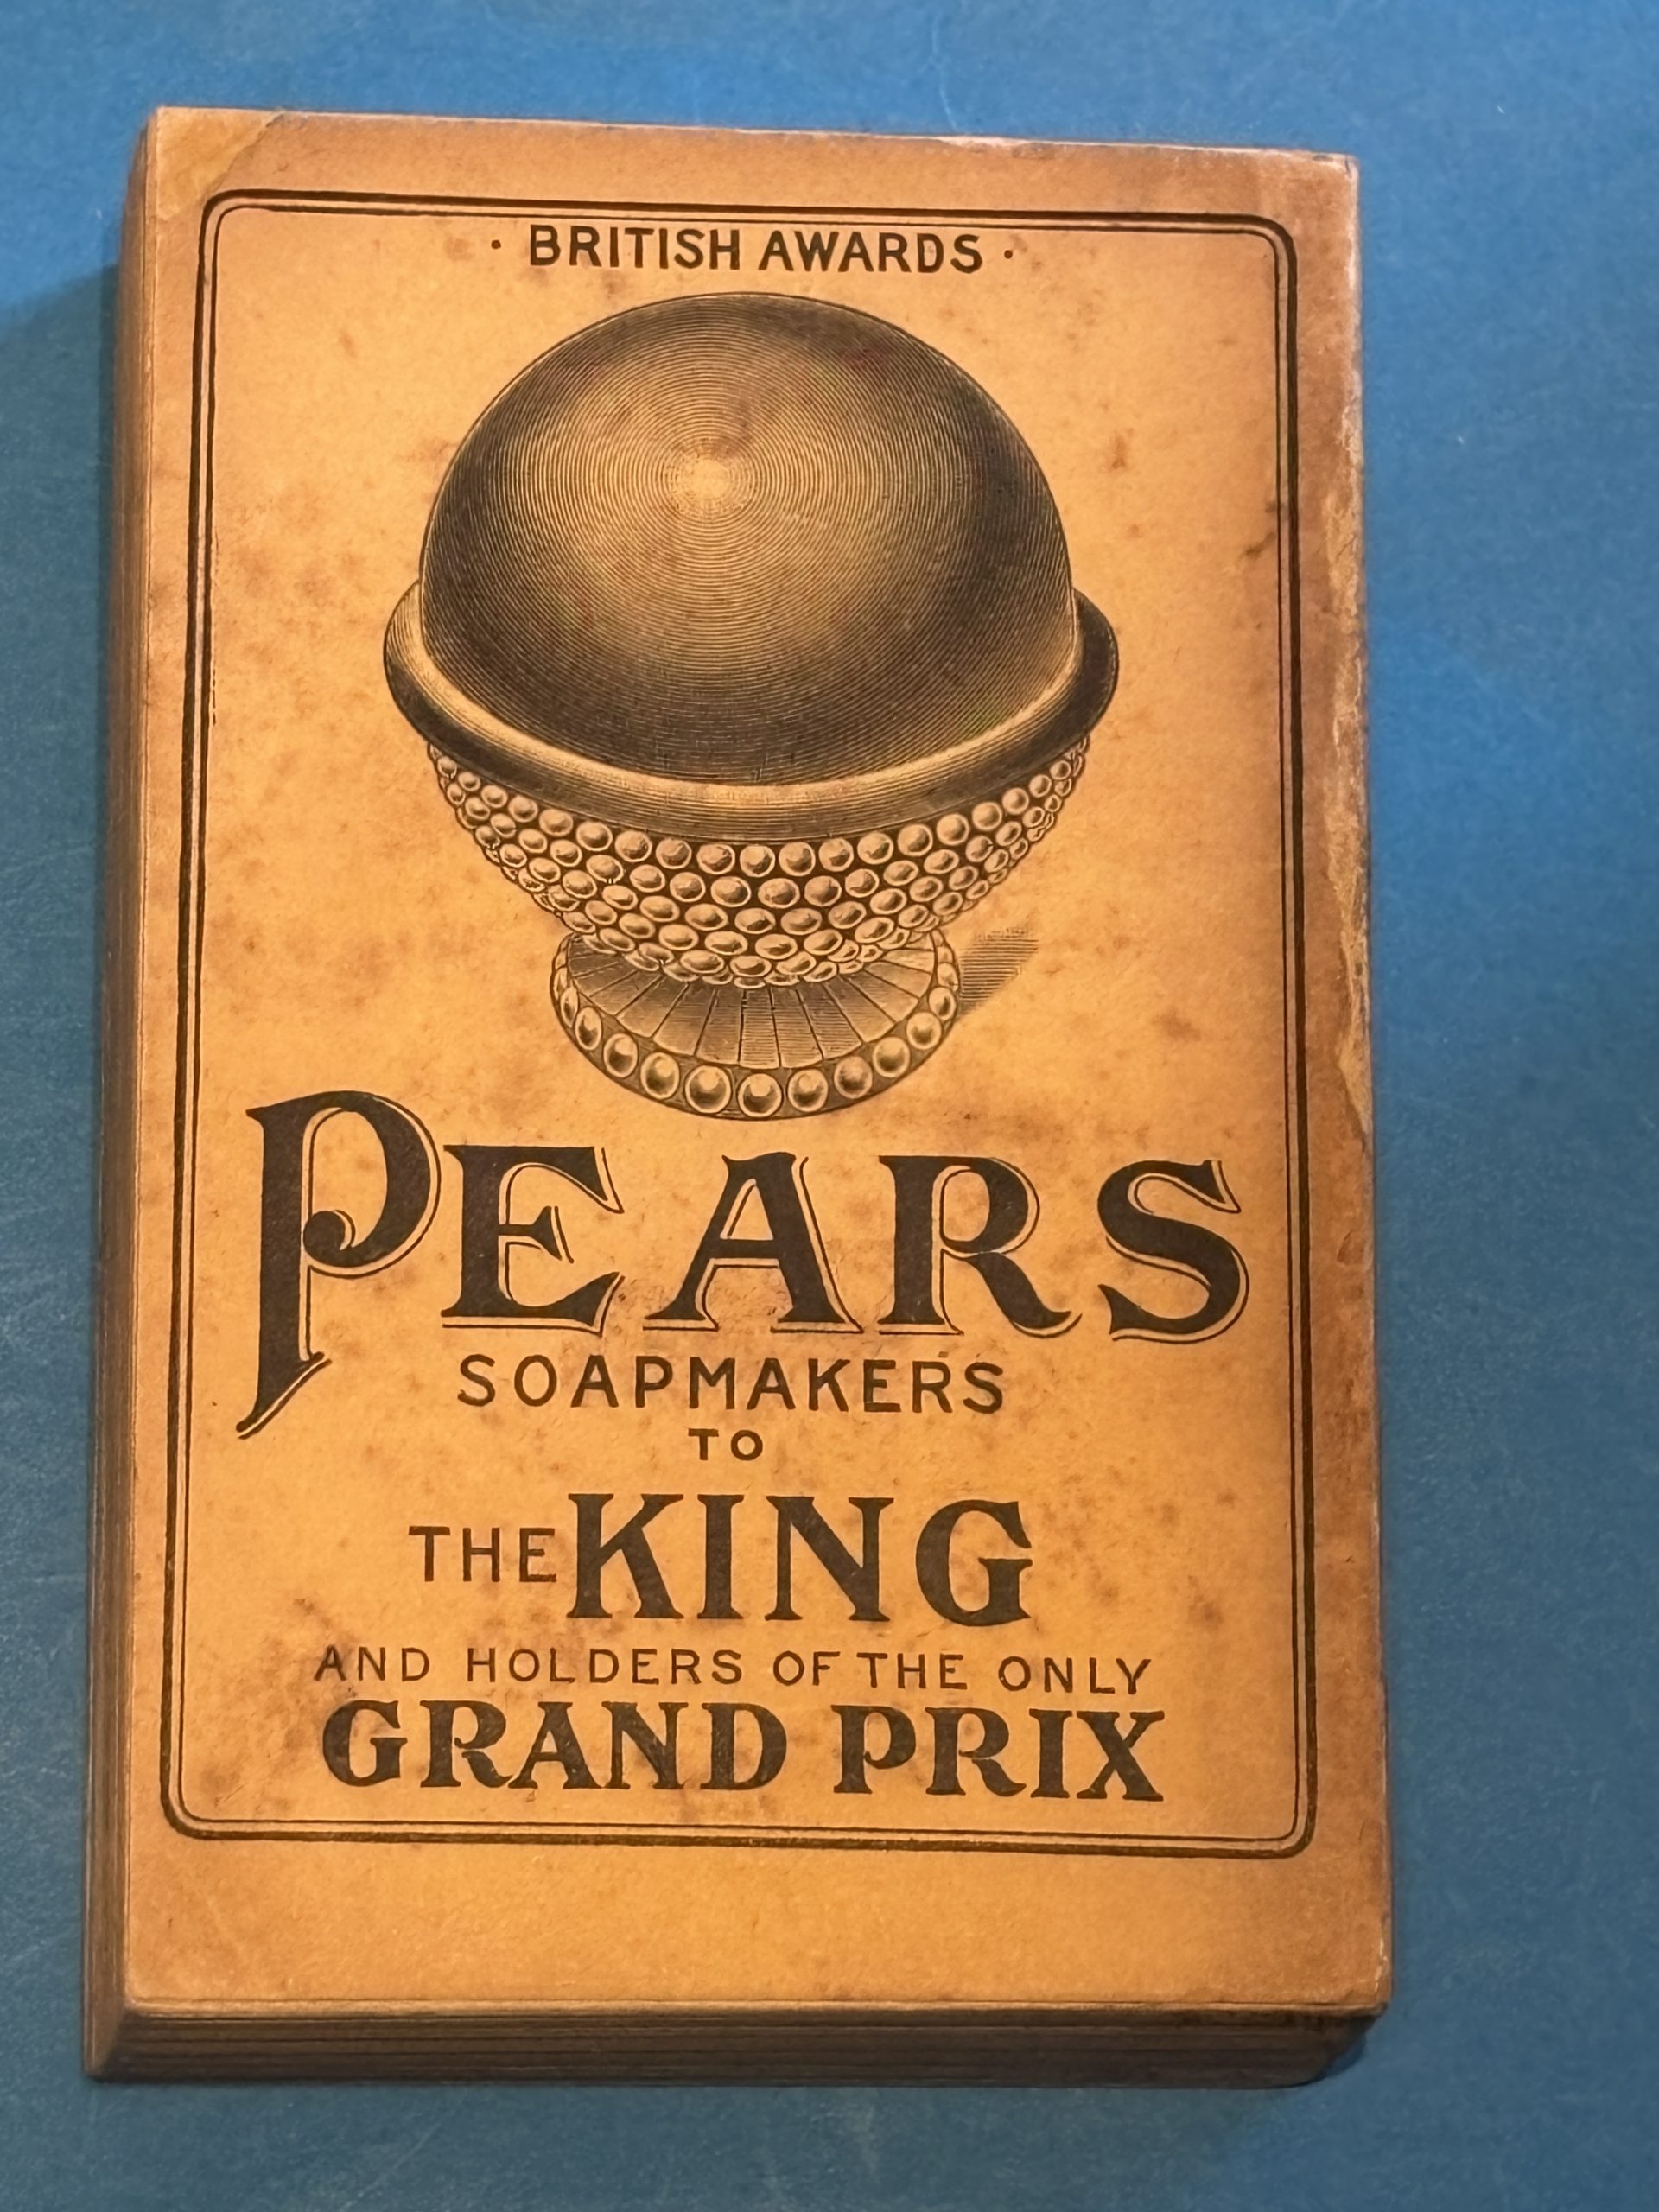 · BRITISH AWARDS ·
PEARS
SOAPMAKERS
TO
THE KING
AND HOLDERS OF THE ONLY
GRAND PRIX